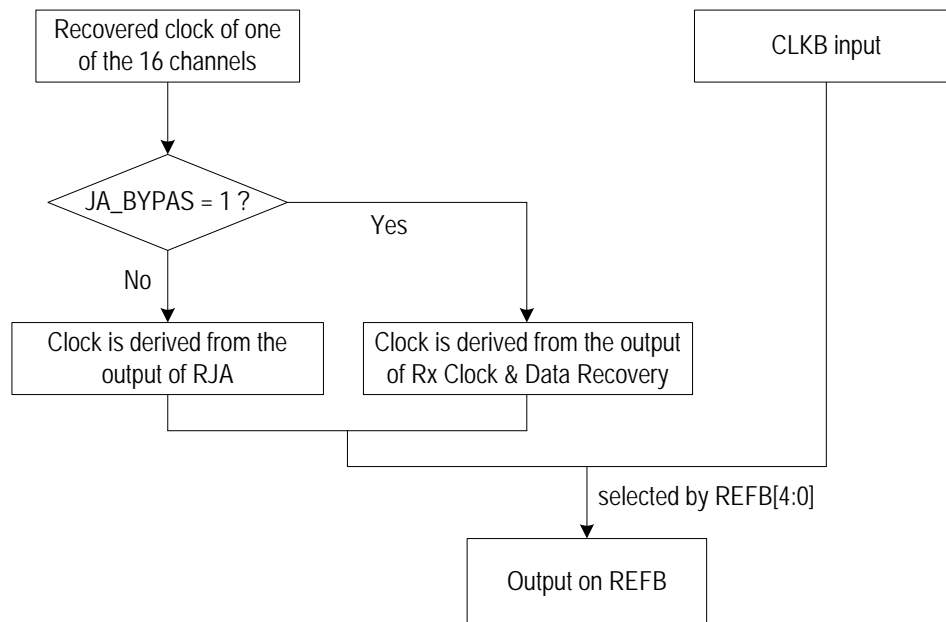 Recovered clock of one
of the 16 channels
CLKB input
JA_BYPAS = 1 ?
Yes
No
Clock is derived from the
output of RJA
Clock is derived from the output
of Rx Clock & Data Recovery
selected by REFB[4:0]
Output on REFB